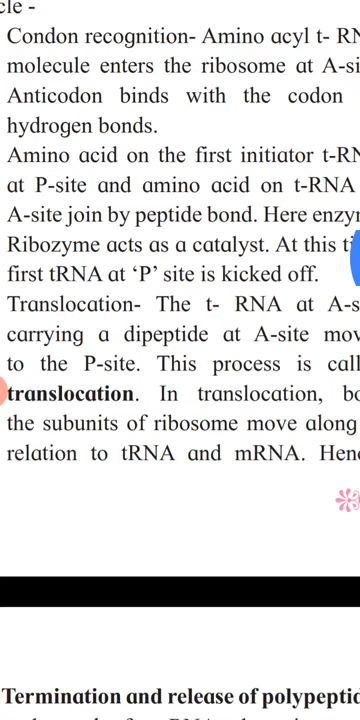 cle -
Condon recognition- Amino acyl t- RN
molecule enters the ribosome at A-si
Anticodon binds with the codon
hydrogen bonds.
Amino acid on the first initiator t-RN
at P-site and amino acid on t-RNA
A-site join by peptide bond. Here enzy
Ribozyme acts as a catalyst. At this ti
first tRNA at ‘P’ site is kicked off.
Translocation- The t- RNA at A-s
carrying a dipeptide at A-site mov
to the P-site. This process is call
translocation. In translocation, bo
the subunits of ribosome move along
relation to tRNA and mRNA. Henc
Termination and release of polypeptid